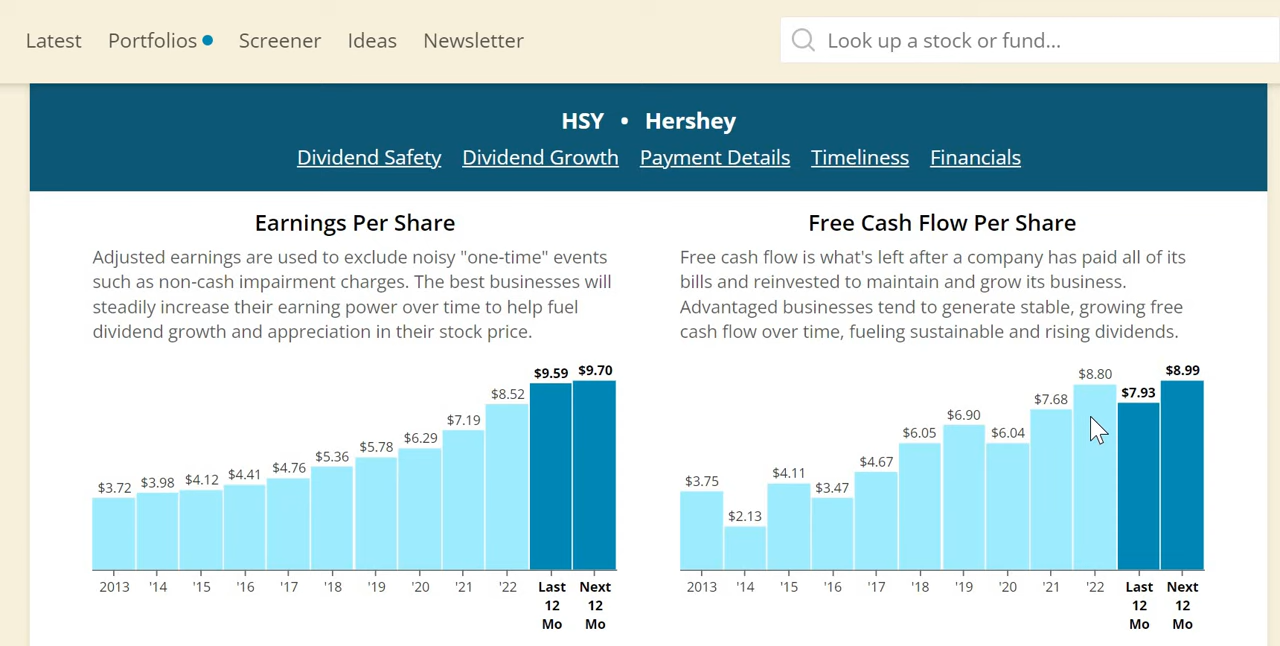 Latest Portfolios Screener Ideas Newsletter Look up a stock or fund...
HSY • Hershey
Dividend Safety Dividend Growth Payment Details Timeliness Financials
Earnings Per Share
Adjusted earnings are used to exclude noisy "one-time" events
such as non-cash impairment charges. The best businesses will
steadily increase their earning power over time to help fuel
dividend growth and appreciation in their stock price.
$3.72 $3.98 $4.12 $4.41 $4.76 $5.36 $5.78 $6.29 $7.19 $8.52 $9.59 $9.70
2013 '14 '15 '16 '17 '18 '19 '20 '21 '22 Last Next
12 12
Mo Mo
Free Cash Flow Per Share
Free cash flow is what's left after a company has paid all of its
bills and reinvested to maintain and grow its business.
Advantaged businesses tend to generate stable, growing free
cash flow over time, fueling sustainable and rising dividends.
$3.75 $2.13 $4.11 $3.47 $4.67 $6.05 $6.90 $6.04 $7.68 $8.80 $7.93 $8.99
2013 '14 '15 '16 '17 '18 '19 '20 '21 '22 Last Next
12 12
Mo Mo